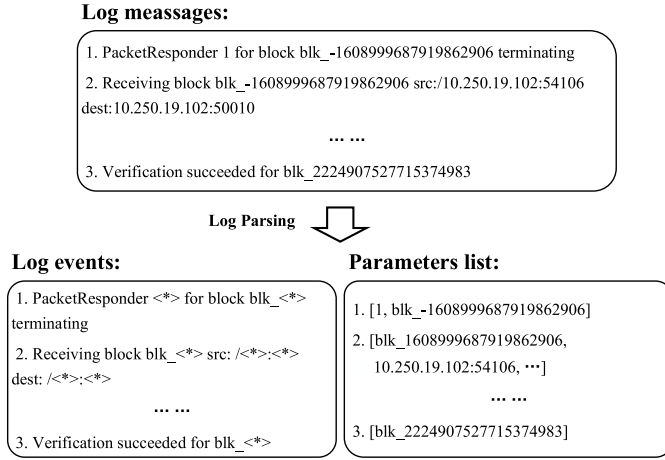 Log meassages:
1. PacketResponder 1 for block blk_-1608999687919862906 terminating
2. Receiving block blk_-1608999687919862906 src:/10.250.19.102:54106
dest:10.250.19.102:50010
... ...
3. Verification succeeded for blk_2224907527715374983
Log Parsing
Log events:
1. PacketResponder <*> for block blk_<*>
terminating
2. Receiving block blk_<*> src: /<*>:<*>
dest: /<*>:<*>
... ...
3. Verification succeeded for blk_<*>
Parameters list:
1. [1, blk_-1608999687919862906]
2. [blk_1608999687919862906,
10.250.19.102:54106, ···]
... ...
3. [blk_2224907527715374983]